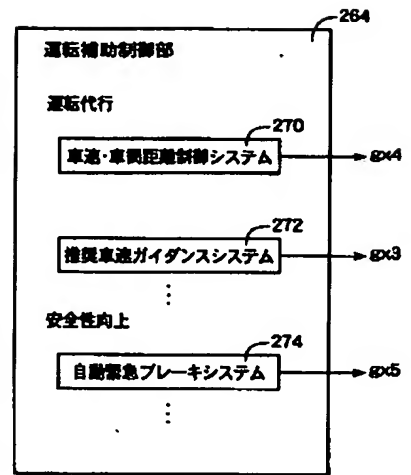 264
運転補助制御部
運転代行
270
車速・車間距離制御システム
gx4
272
推奨車速ガイダンスシステム
gx3
安全性向上
274
自動緊急ブレーキシステム
gx5